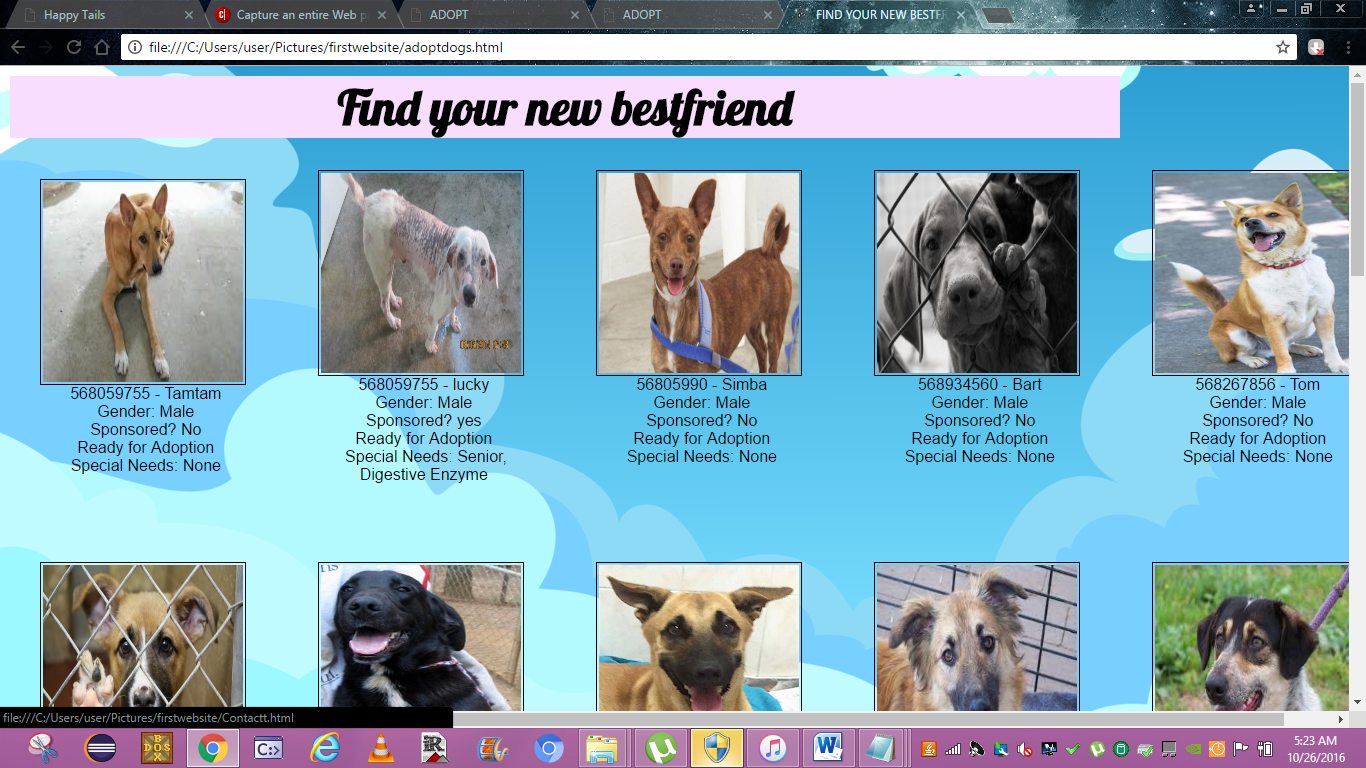 Happy Tails
Capture an entire Web p
ADOPT
ADOPT
FIND YOUR NEW BESTF
file:///C:/Users/user/Pictures/firstwebsite/adoptdogs.html
Find your new bestfriend
568059755 - Tamtam
Gender: Male
Sponsored? No
Ready for Adoption
Special Needs: None
568059755 - lucky
Gender: Male
Sponsored? yes
Ready for Adoption
Special Needs: Senior,
Digestive Enzyme
56805990 - Simba
Gender: Male
Sponsored? No
Ready for Adoption
Special Needs: None
568934560 - Bart
Gender: Male
Sponsored? No
Ready for Adoption
Special Needs: None
568267856 - Tom
Gender: Male
Sponsored? No
Ready for Adoption
Special Needs: None
file:///C:/Users/user/Pictures/firstwebsite/Contactt.html
5:23 AM
10/26/2016